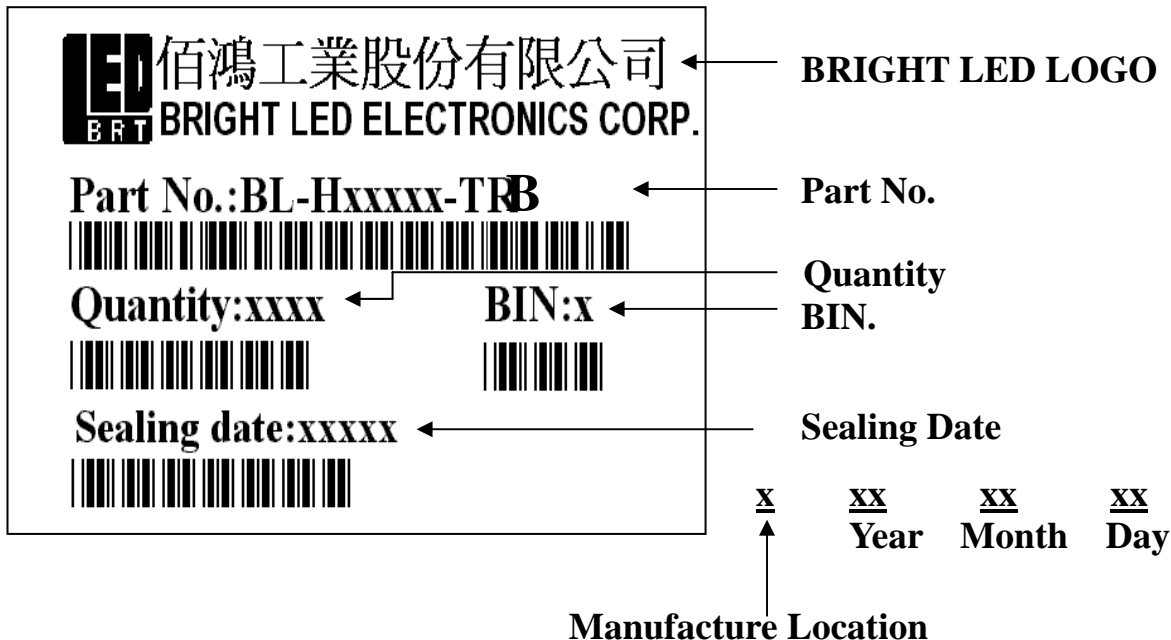 LED 佰鴻工業股份有限公司
BRT BRIGHT LED ELECTRONICS CORP.
BRIGHT LED LOGO
Part No.:BL-Hxxxxx-TRB
Part No.
Quantity:xxxx
BIN:x
Quantity
BIN.
Sealing date:xxxxx
Sealing Date
x xx xx xx
Year Month Day
Manufacture Location